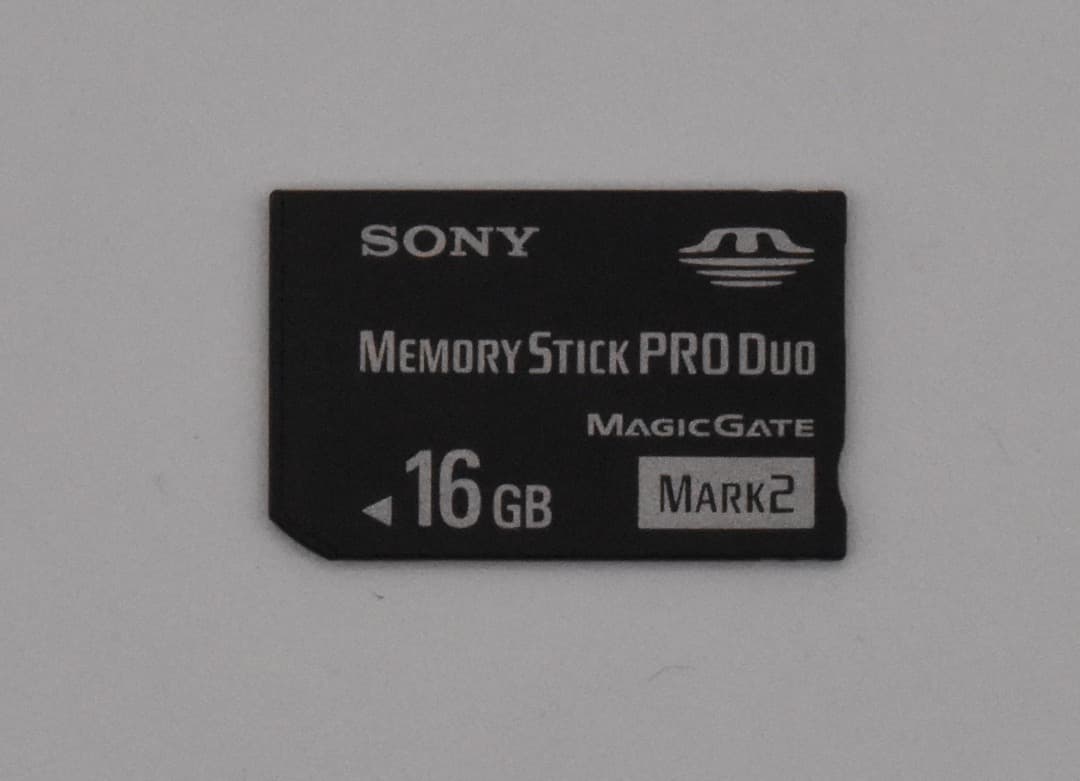 SONY
MEMORY STICK PRO DUO
MAGICGATE
16 GB
MARK2